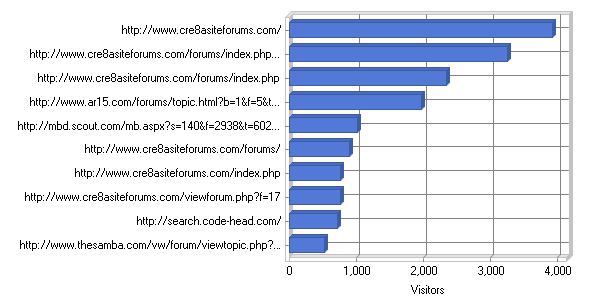 http://www.cre8asiteforums.com/
http://www.cre8asiteforums.com/forums/index.php...
http://www.cre8asiteforums.com/forums/index.php
http://www.ar15.com/forums/topic.html?b=1&f=5&t...
http://mbd.scout.com/mb.aspx?s=140&f=2938&t=602...
http://www.cre8asiteforums.com/forums/
http://www.cre8asiteforums.com/index.php
http://www.cre8asiteforums.com/viewforum.php?f=17
http://search.code-head.com/
http://www.thesamba.com/vw/forum/viewtopic.php?...
0 1,000 2,000 3,000 4,000
Visitors